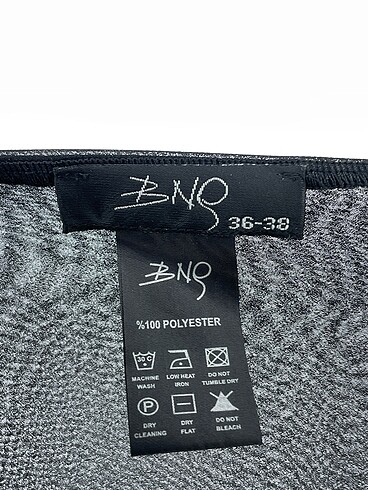 BNG
36-38
BNG
%100 POLYESTER
30 C
MACHINE WASH
LOW HEAT IRON
DO NOT TUMBLE DRY
P
DRY CLEANING
DRY FLAT
DO NOT BLEACH